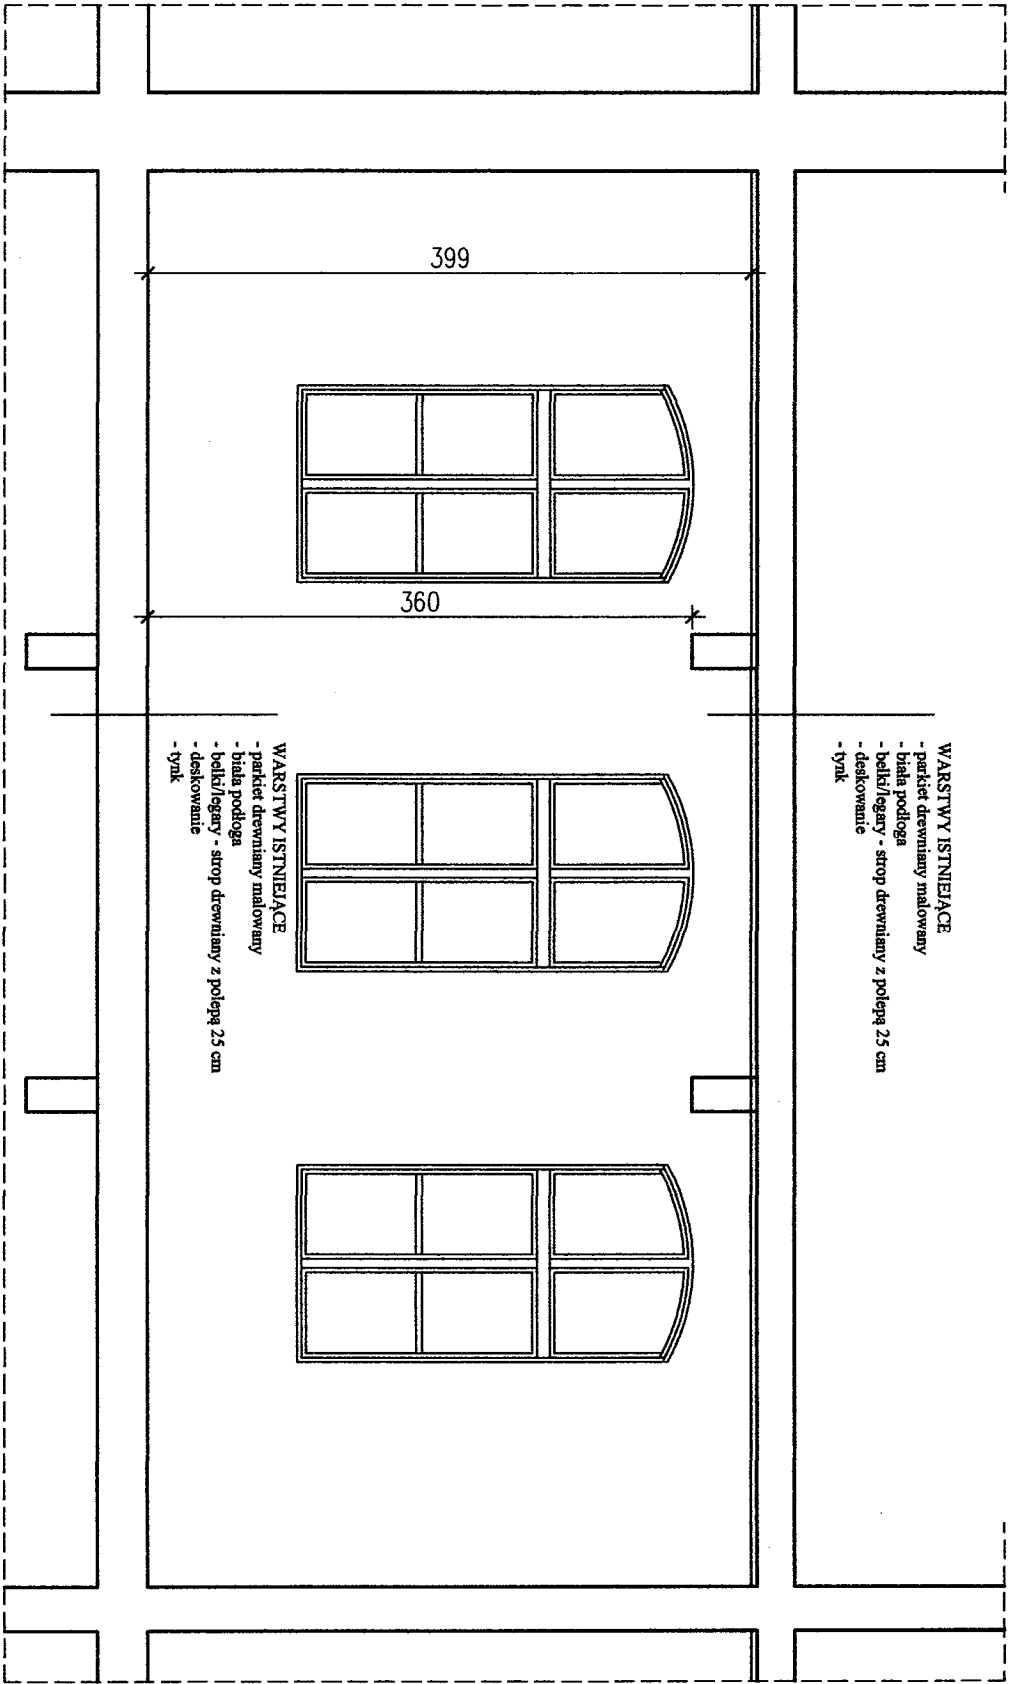 WARSTWY ISTNIEJĄCE
- parkiet drewniany malowany
- biała podłoga
- belki/legary - strop drewniany z polepą 25 cm
- deskowanie
- tynk
399
360
WARSTWY ISTNIEJĄCE
- parkiet drewniany malowany
- biała podłoga
- belki/legary - strop drewniany z polepą 25 cm
- deskowanie
- tynk